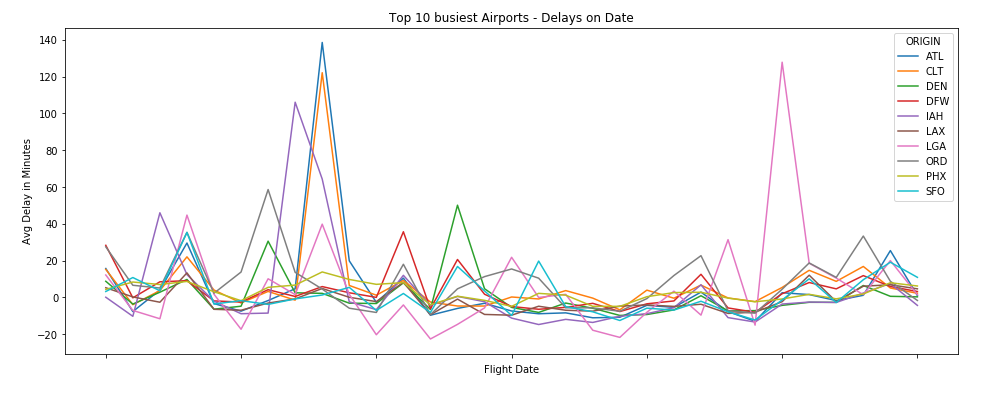 Top 10 busiest Airports - Delays on Date
ORIGIN
ATL
CLT
DEN
DFW
IAH
LAX
LGA
ORD
PHX
SFO
Avg Delay in Minutes
140
120
100
80
60
40
20
0
−20
Flight Date